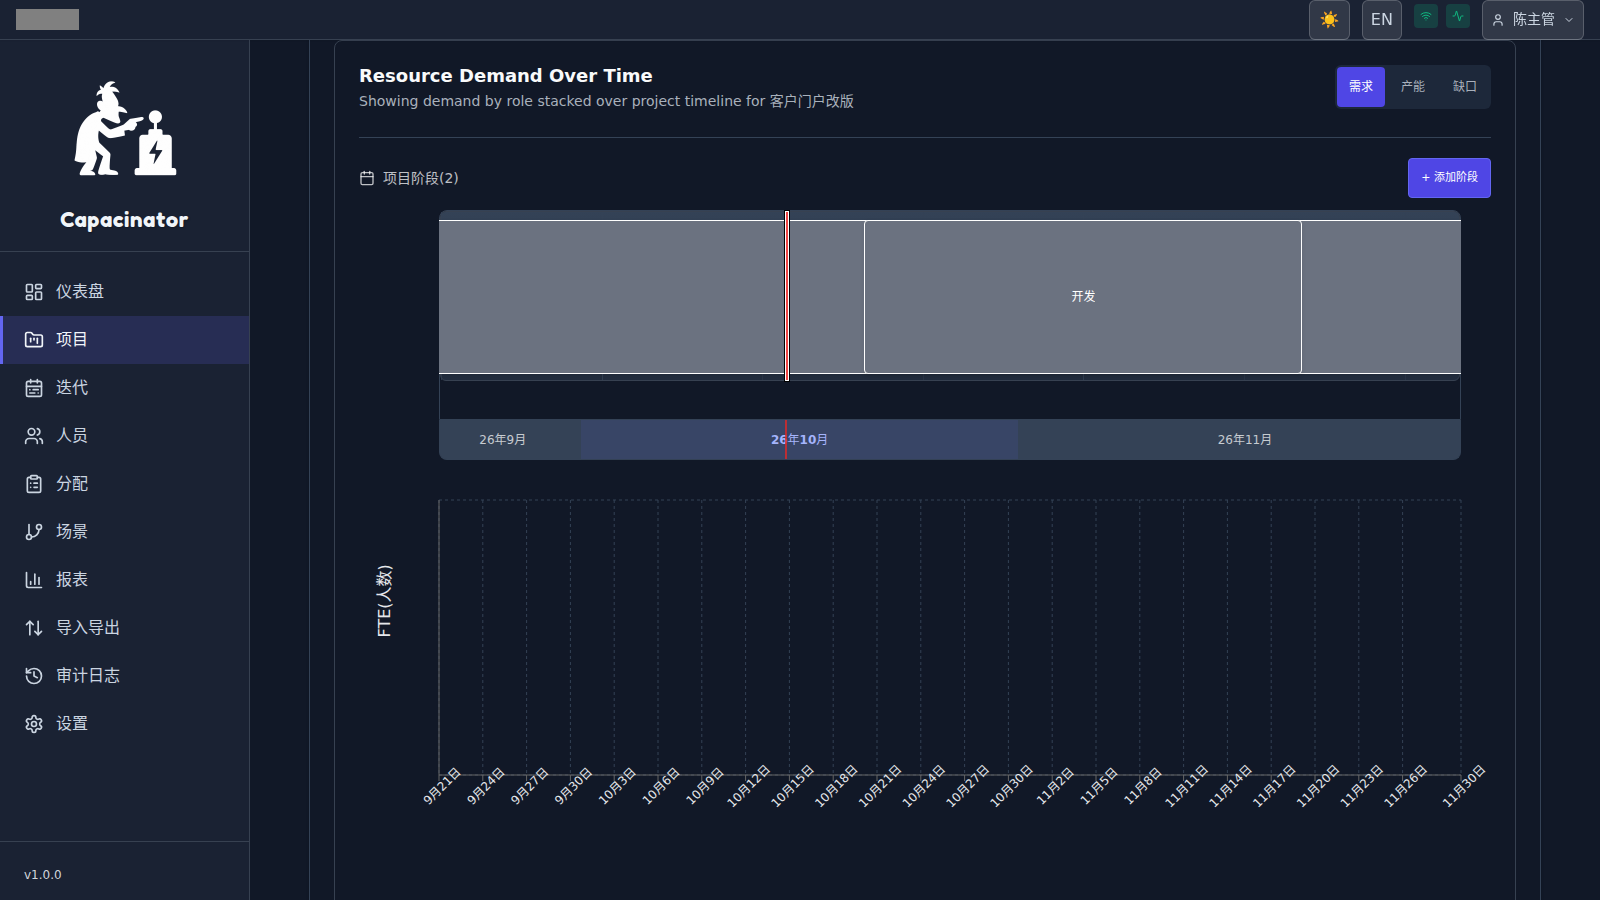 EN
陈主管
Capacinator
仪表盘
项目
迭代
人员
分配
场景
报表
导入导出
审计日志
设置
v1.0.0
Resource Demand Over Time
Showing demand by role stacked over project timeline for 客户门户改版
需求 产能 缺口
项目阶段(2)
+ 添加阶段
开发
26年9月 26年10月 26年11月
FTE(人数)
9月21日 9月24日 9月27日 9月30日 10月3日 10月6日 10月9日 10月12日 10月15日 10月18日 10月21日 10月24日 10月27日 10月30日 11月2日 11月5日 11月8日 11月11日 11月14日 11月17日 11月20日 11月23日 11月26日 11月30日